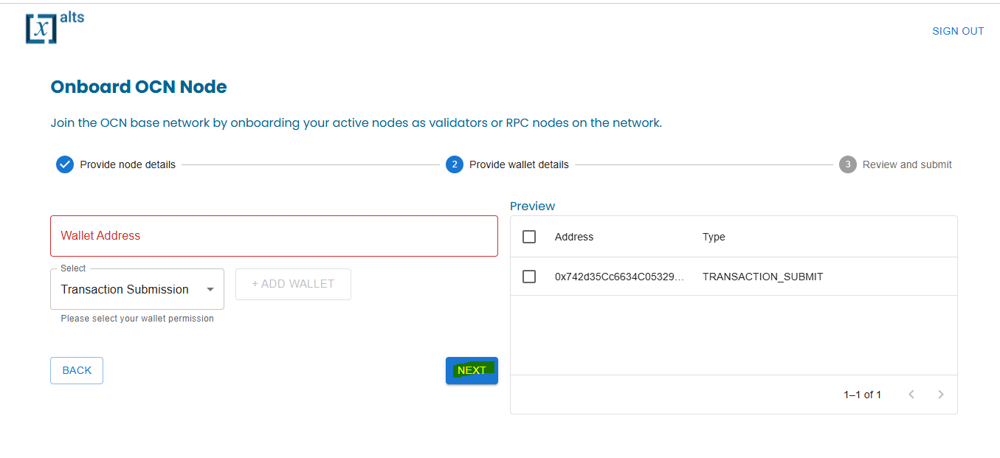 x alts
SIGN OUT
Onboard OCN Node
Join the OCN base network by onboarding your active nodes as validators or RPC nodes on the network.
Provide node details
2 Provide wallet details
3 Review and submit
Wallet Address
Select
Transaction Submission
+ ADD WALLET
Please select your wallet permission
BACK
NEXT
Preview
Address Type
0x742d35Cc6634C05329... TRANSACTION_SUBMIT
1–1 of 1